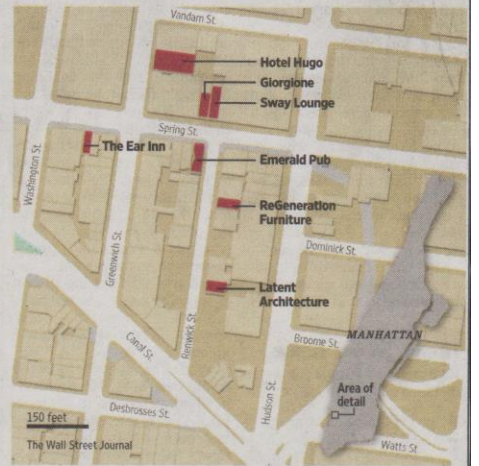 Vandam St.
Hotel Hugo
Giorgione
Sway Lounge
Spring St.
The Ear Inn
Emerald Pub
Washington St.
ReGeneration
Furniture
Dominick St.
Greenwich St.
Latent
Architecture
Renwick St.
Canal St.
Broome St.
MANHATTAN
Hudson St.
Area of
detail
Desbrosses St.
150 feet
The Wall Street Journal
Watts St